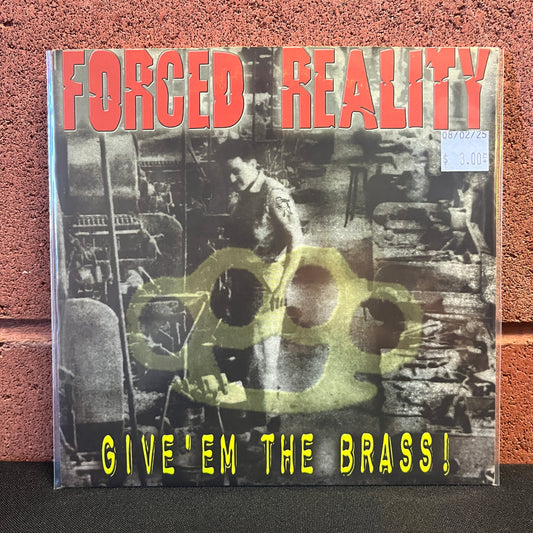 FORCED REALITY
08/02/25
$ 3.00
GIVE'EM THE BRASS!